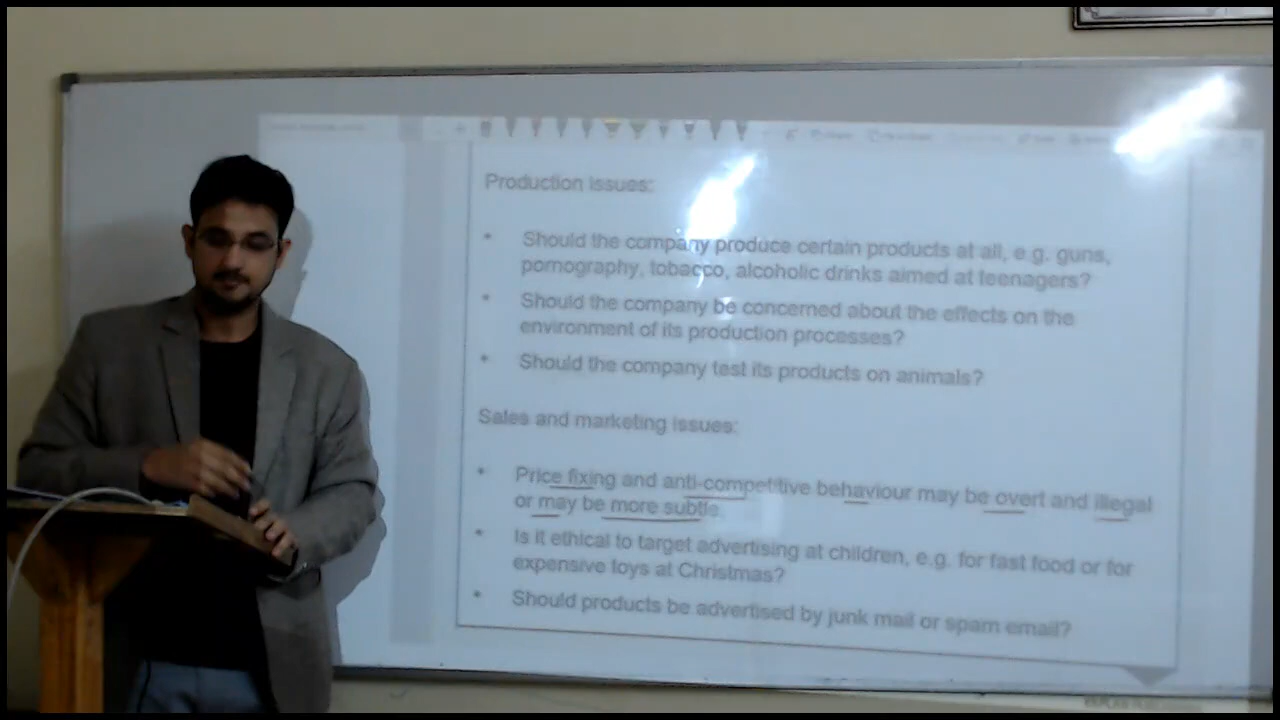 Production issues:
• Should the company produce certain products at all, e.g. guns,
pornography, tobacco, alcoholic drinks aimed at teenagers?
• Should the company be concerned about the effects on the
environment of its production processes?
• Should the company test its products on animals?
Sales and marketing issues:
• Price fixing and anti-competitive behaviour may be overt and illegal
or may be more subtle.
• Is it ethical to target advertising at children, e.g. for fast food or for
expensive toys at Christmas?
• Should products be advertised by junk mail or spam email?